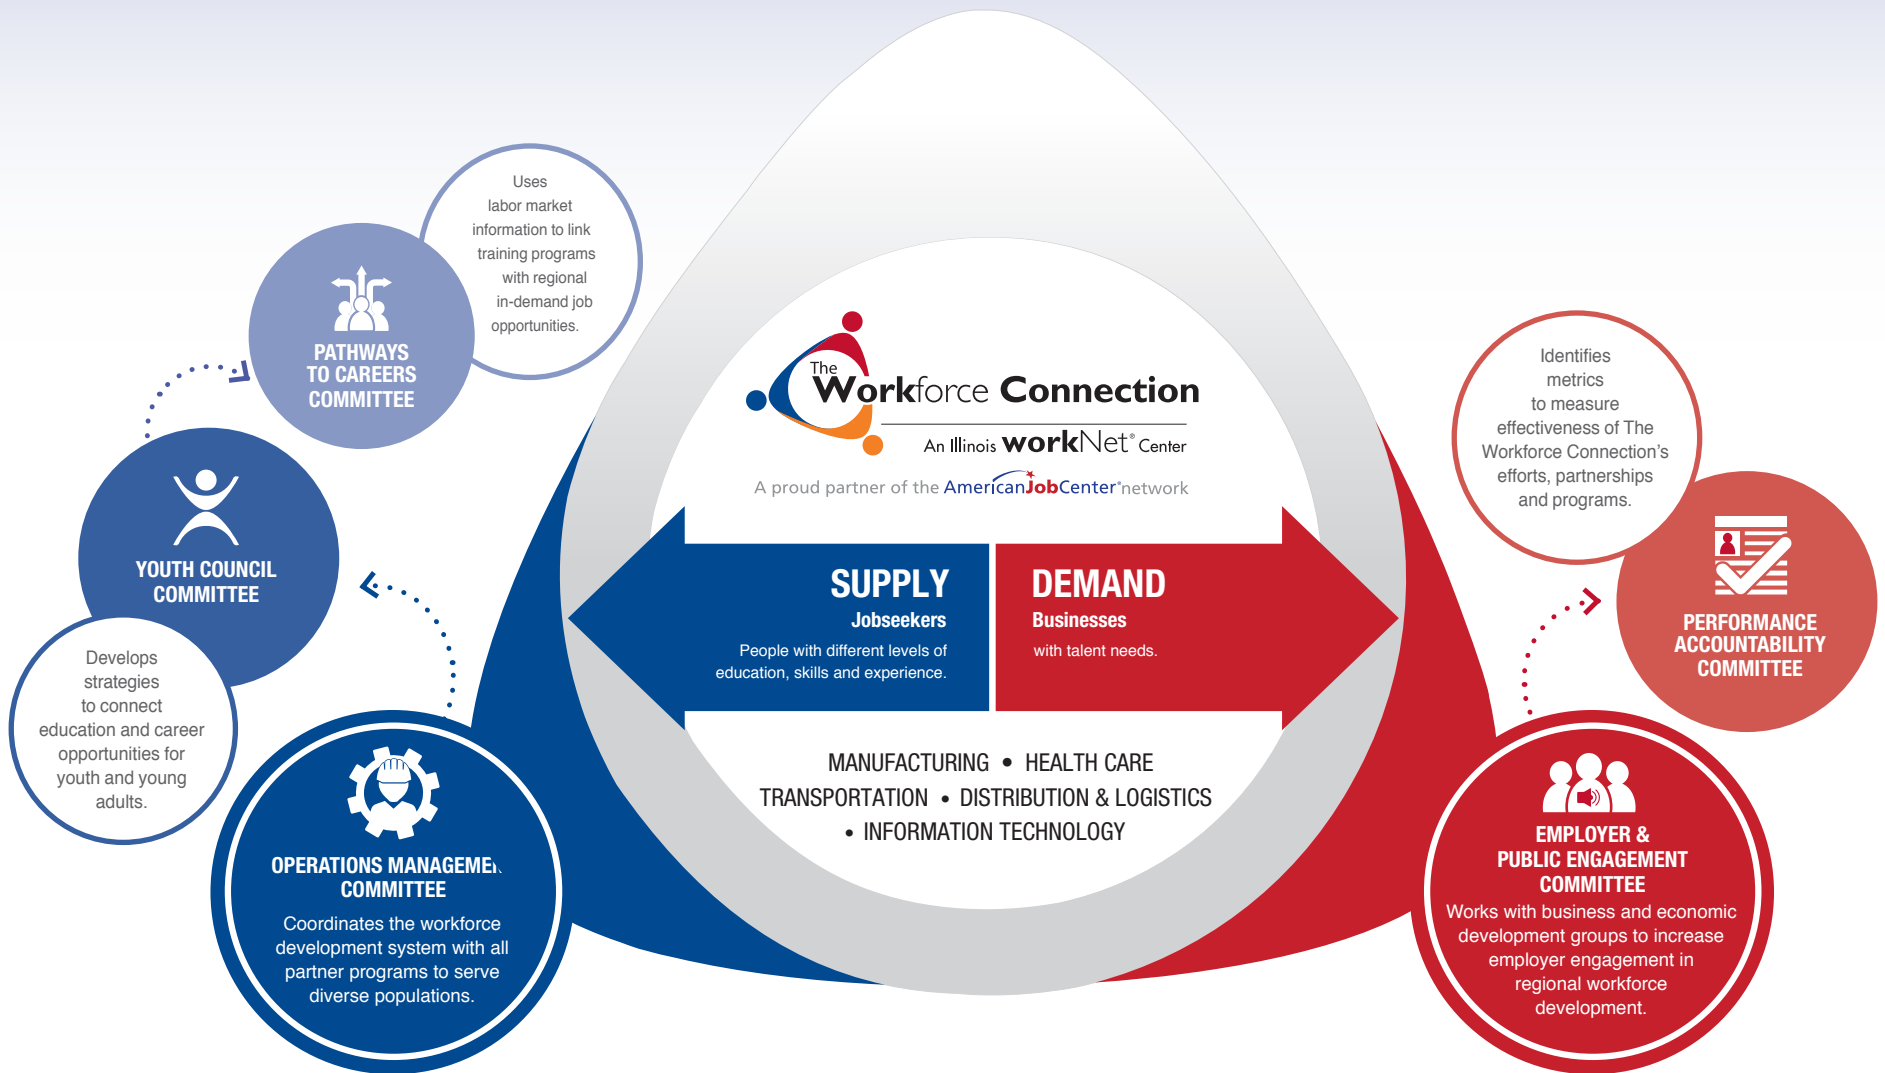 Uses
labor market
information to link
training programs
with regional
in-demand job
opportunities.
PATHWAYS
TO CAREERS
COMMITTEE
YOUTH COUNCIL
COMMITTEE
Develops
strategies
to connect
education and career
opportunities for
youth and young
adults.
OPERATIONS MANAGEMEN
COMMITTEE
Coordinates the workforce
development system with all
partner programs to serve
diverse populations.
The
Workforce Connection
An Illinois workNet® Center
A proud partner of the AmericanJobCenter® network
SUPPLY
Jobseekers
People with different levels of
education, skills and experience.
DEMAND
Businesses
with talent needs.
MANUFACTURING • HEALTH CARE
TRANSPORTATION • DISTRIBUTION & LOGISTICS
• INFORMATION TECHNOLOGY
Identifies
metrics
to measure
effectiveness of The
Workforce Connection's
efforts, partnerships
and programs.
PERFORMANCE
ACCOUNTABILITY
COMMITTEE
EMPLOYER &
PUBLIC ENGAGEMENT
COMMITTEE
Works with business and economic
development groups to increase
employer engagement in
regional workforce
development.